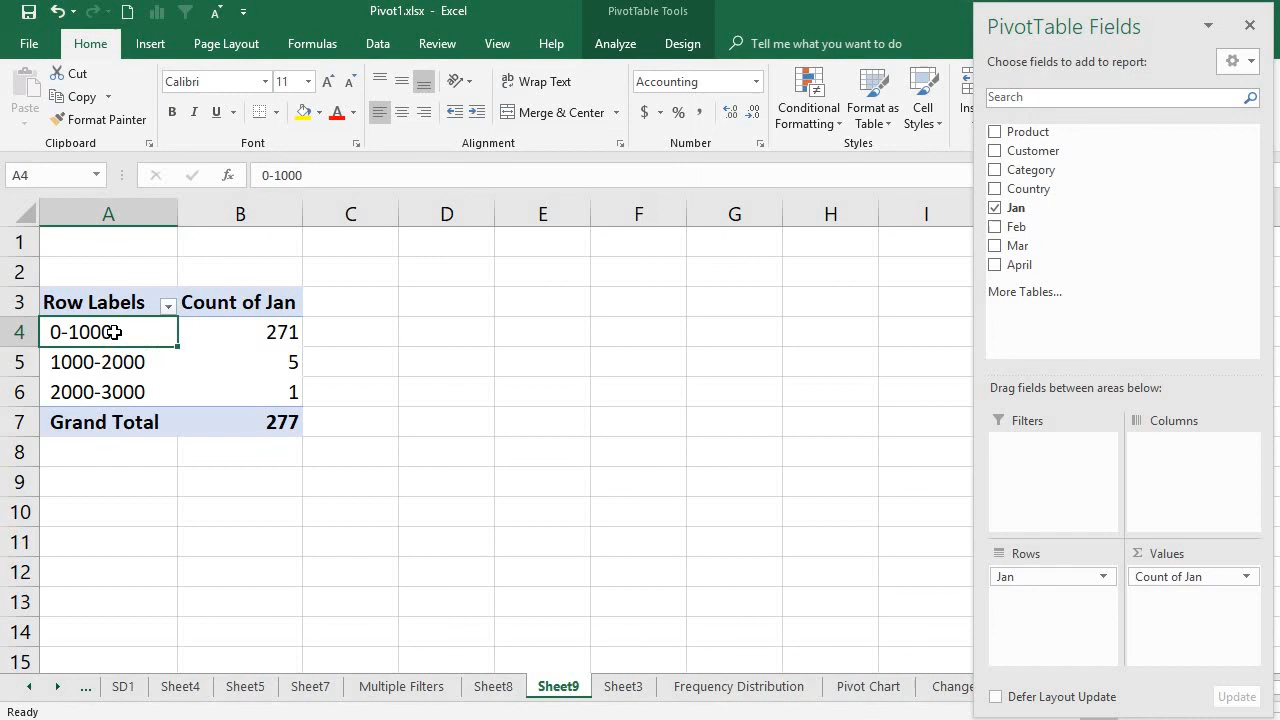 Pivot1.xlsx - Excel
PivotTable Tools
File Home Insert Page Layout Formulas Data Review View Help Analyze Design Tell me what you want to do
Paste
Cut
Copy
Format Painter
Clipboard
Calibri 11
B I U
Font
Wrap Text
Merge & Center
Alignment
Accounting
$ %
Number
Conditional Formatting
Format as Table
Cell Styles
Styles
A4 fx 0-1000
A B C D E F G H I
1
2
3 Row Labels Count of Jan
4 0-1000 271
5 1000-2000 5
6 2000-3000 1
7 Grand Total 277
8
9
10
11
12
13
14
15
... SD1 Sheet4 Sheet5 Sheet7 Multiple Filters Sheet8 Sheet9 Sheet3 Frequency Distribution Pivot Chart Change
Ready
PivotTable Fields
Choose fields to add to report:
Search
Product
Customer
Category
Country
Jan
Feb
Mar
April
More Tables...
Drag fields between areas below:
Filters
Columns
Rows
Σ Values
Jan
Count of Jan
Defer Layout Update
Update